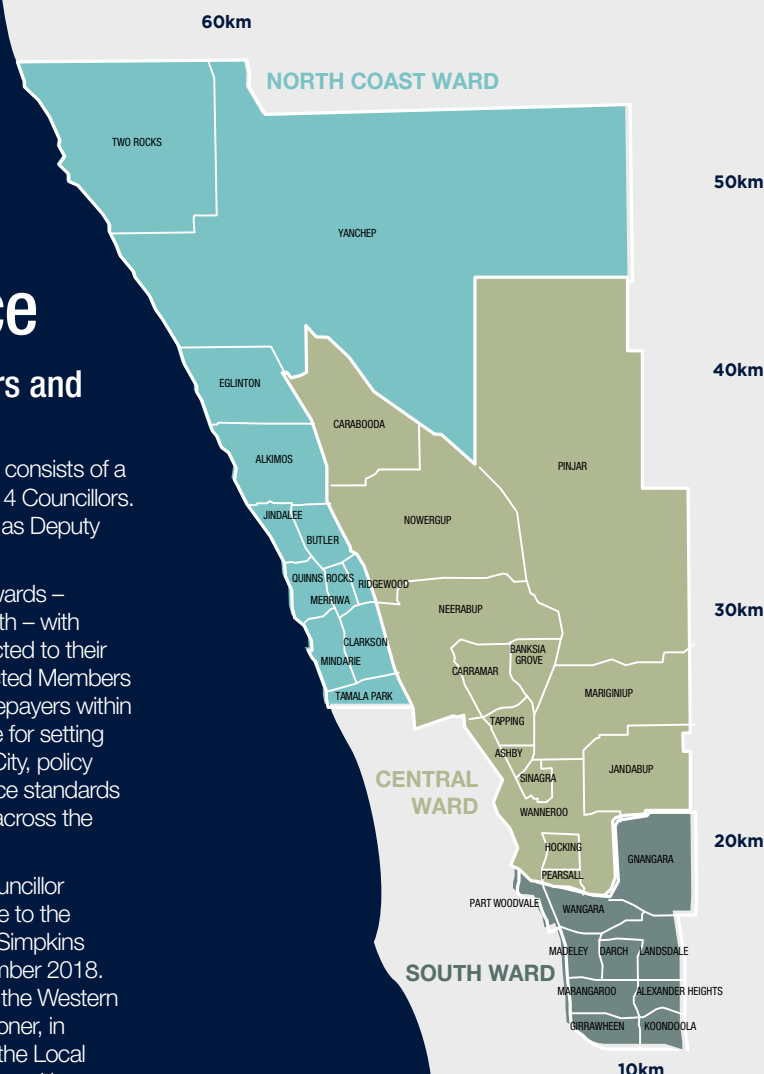 60km
NORTH COAST WARD
TWO ROCKS
50km
YANCHEP
ce
rs and
40km
EGLINTON
CARABOODA
consists of a
ALKIMOS
PINJAR
4 Councillors.
JINDALEE
NOWERGUP
as Deputy
BUTLER
QUINNS ROCKS
RIDGEWOOD
wards –
MERRIWA
NEERABUP
30km
th – with
cted to their
CLARKSON
BANKSIA
GROVE
cted Members
MINDARIE
CARRAMAR
epayers within
TAMALA PARK
MARIGINIUP
e for setting
TAPPING
City, policy
ASHBY
JANDABUP
CENTRAL
WARD
SINAGRA
ce standards
WANNEROO
across the
20km
HOCKING
GNANGARA
PEARSALL
uncillor
PART WOODVALE
WANGARA
e to the
Simpkins
MADELEY
DARCH
LANDSDALE
mber 2018.
SOUTH WARD
MARANGAROO
ALEXANDER HEIGHTS
the Western
GIRRAWHEEN
KOONDOOLA
oner, in
the Local
10km